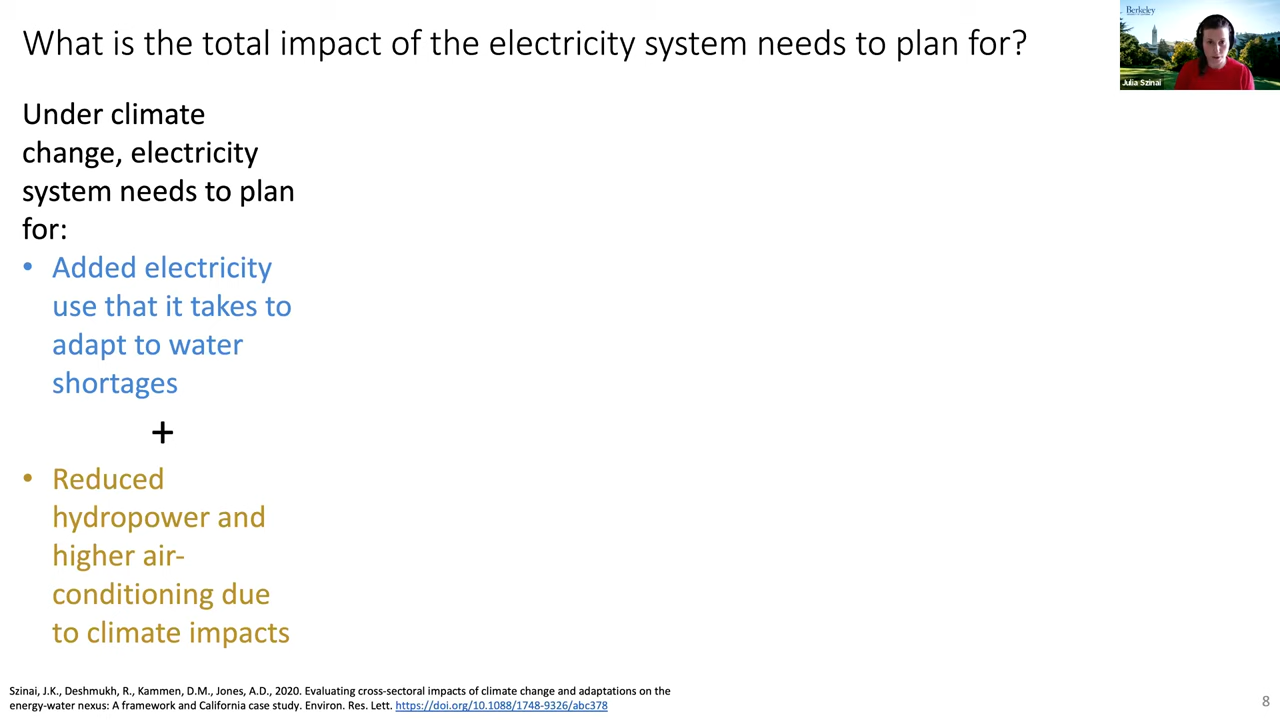 What is the total impact of the electricity system needs to plan for?
Berkeley
Julia Szinai
Under climate
change, electricity
system needs to plan
for:
• Added electricity
use that it takes to
adapt to water
shortages
+
• Reduced
hydropower and
higher air-
conditioning due
to climate impacts
Szinai, J.K., Deshmukh, R., Kammen, D.M., Jones, A.D., 2020. Evaluating cross-sectoral impacts of climate change and adaptations on the
energy-water nexus: A framework and California case study. Environ. Res. Lett. https://doi.org/10.1088/1748-9326/abc378
8